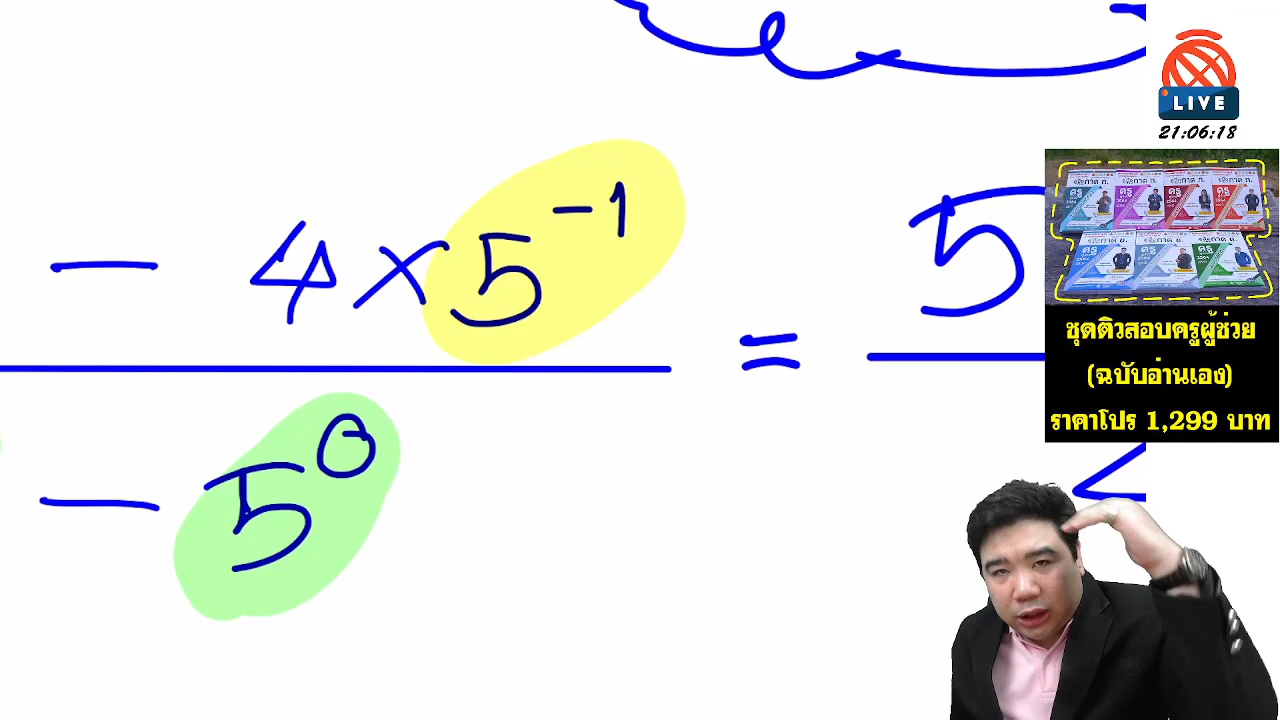 LIVE
21:06:18
- 4 × 5⁻¹
= 5
- 5⁰
ชุดติวสอบครูผู้ช่วย
(ฉบับอ่านเอง)
ราคาโปร 1,299 บาท